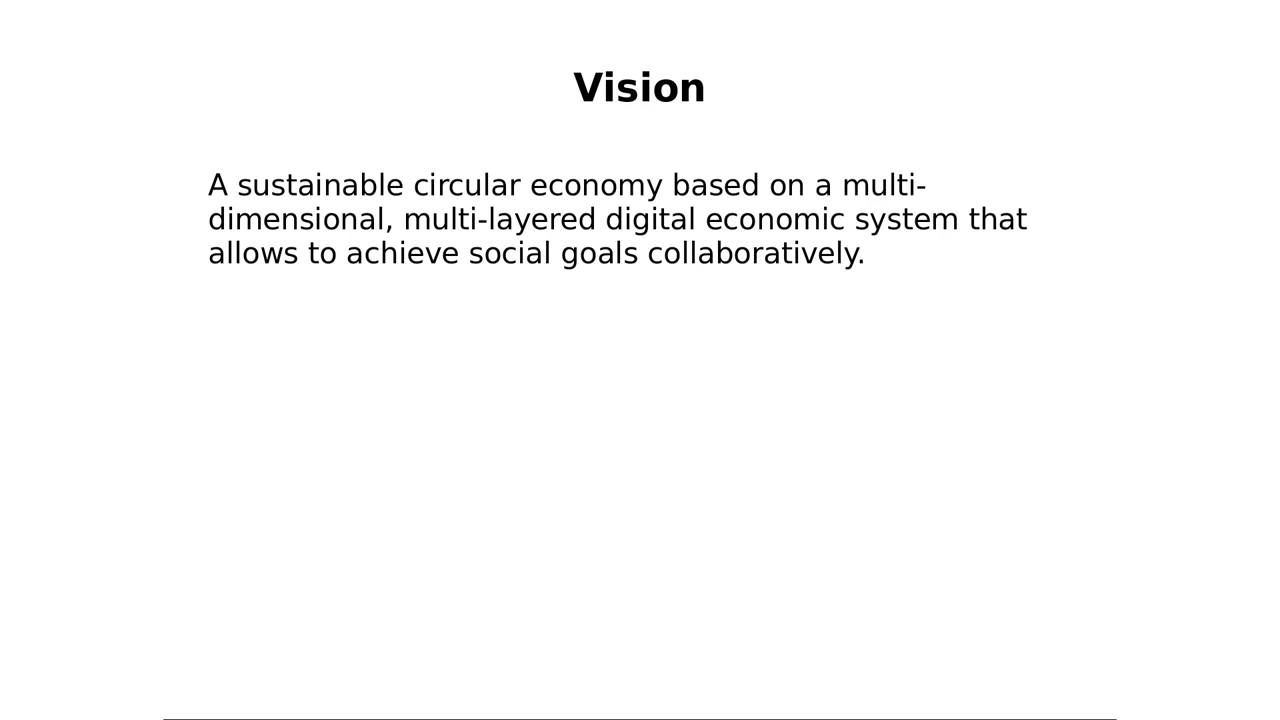 Vision
A sustainable circular economy based on a multi-
dimensional, multi-layered digital economic system that
allows to achieve social goals collaboratively.